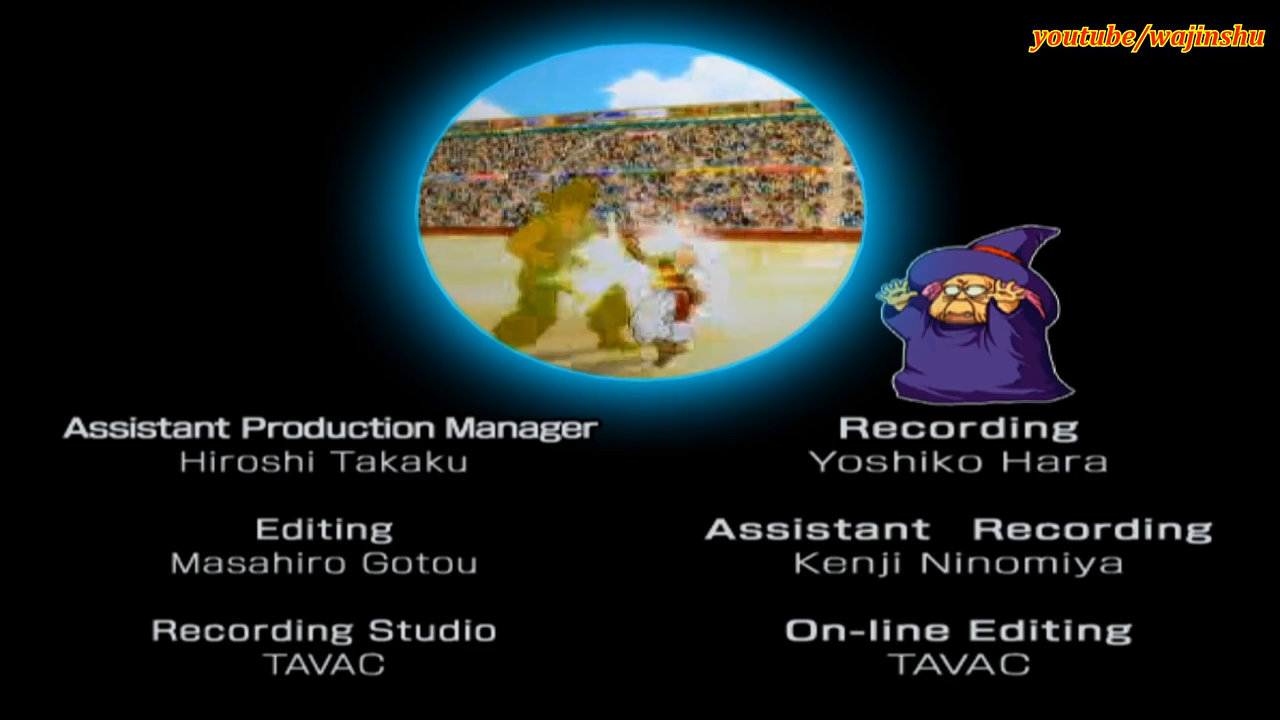 youtube/wajinshu
Assistant Production Manager
Hiroshi Takaku
Editing
Masahiro Gotou
Recording Studio
TAVAC
Recording
Yoshiko Hara
Assistant Recording
Kenji Ninomiya
On-line Editing
TAVAC